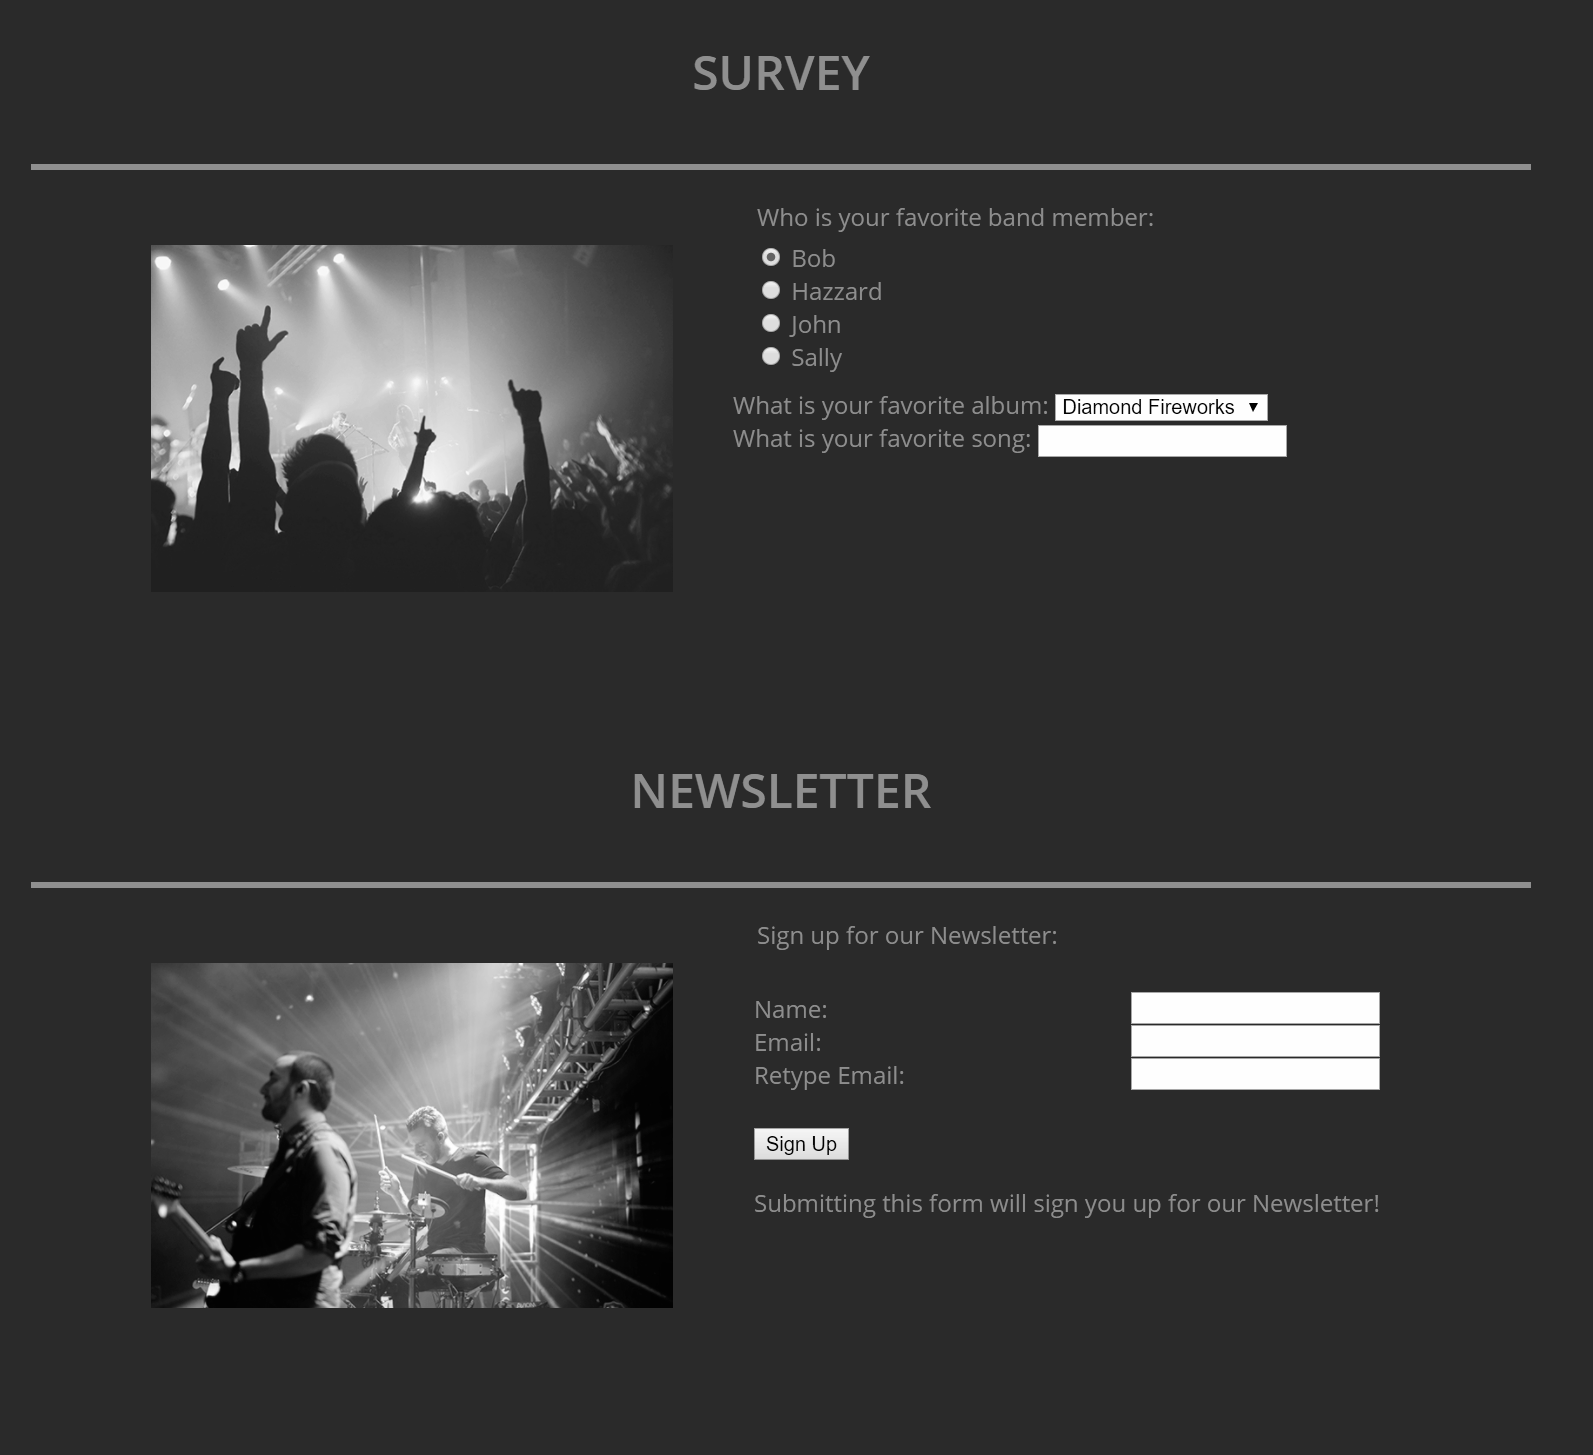 SURVEY
Who is your favorite band member:
Bob
Hazzard
John
Sally
What is your favorite album: Diamond Fireworks
What is your favorite song:
NEWSLETTER
Sign up for our Newsletter:
Name:
Email:
Retype Email:
Sign Up
Submitting this form will sign you up for our Newsletter!